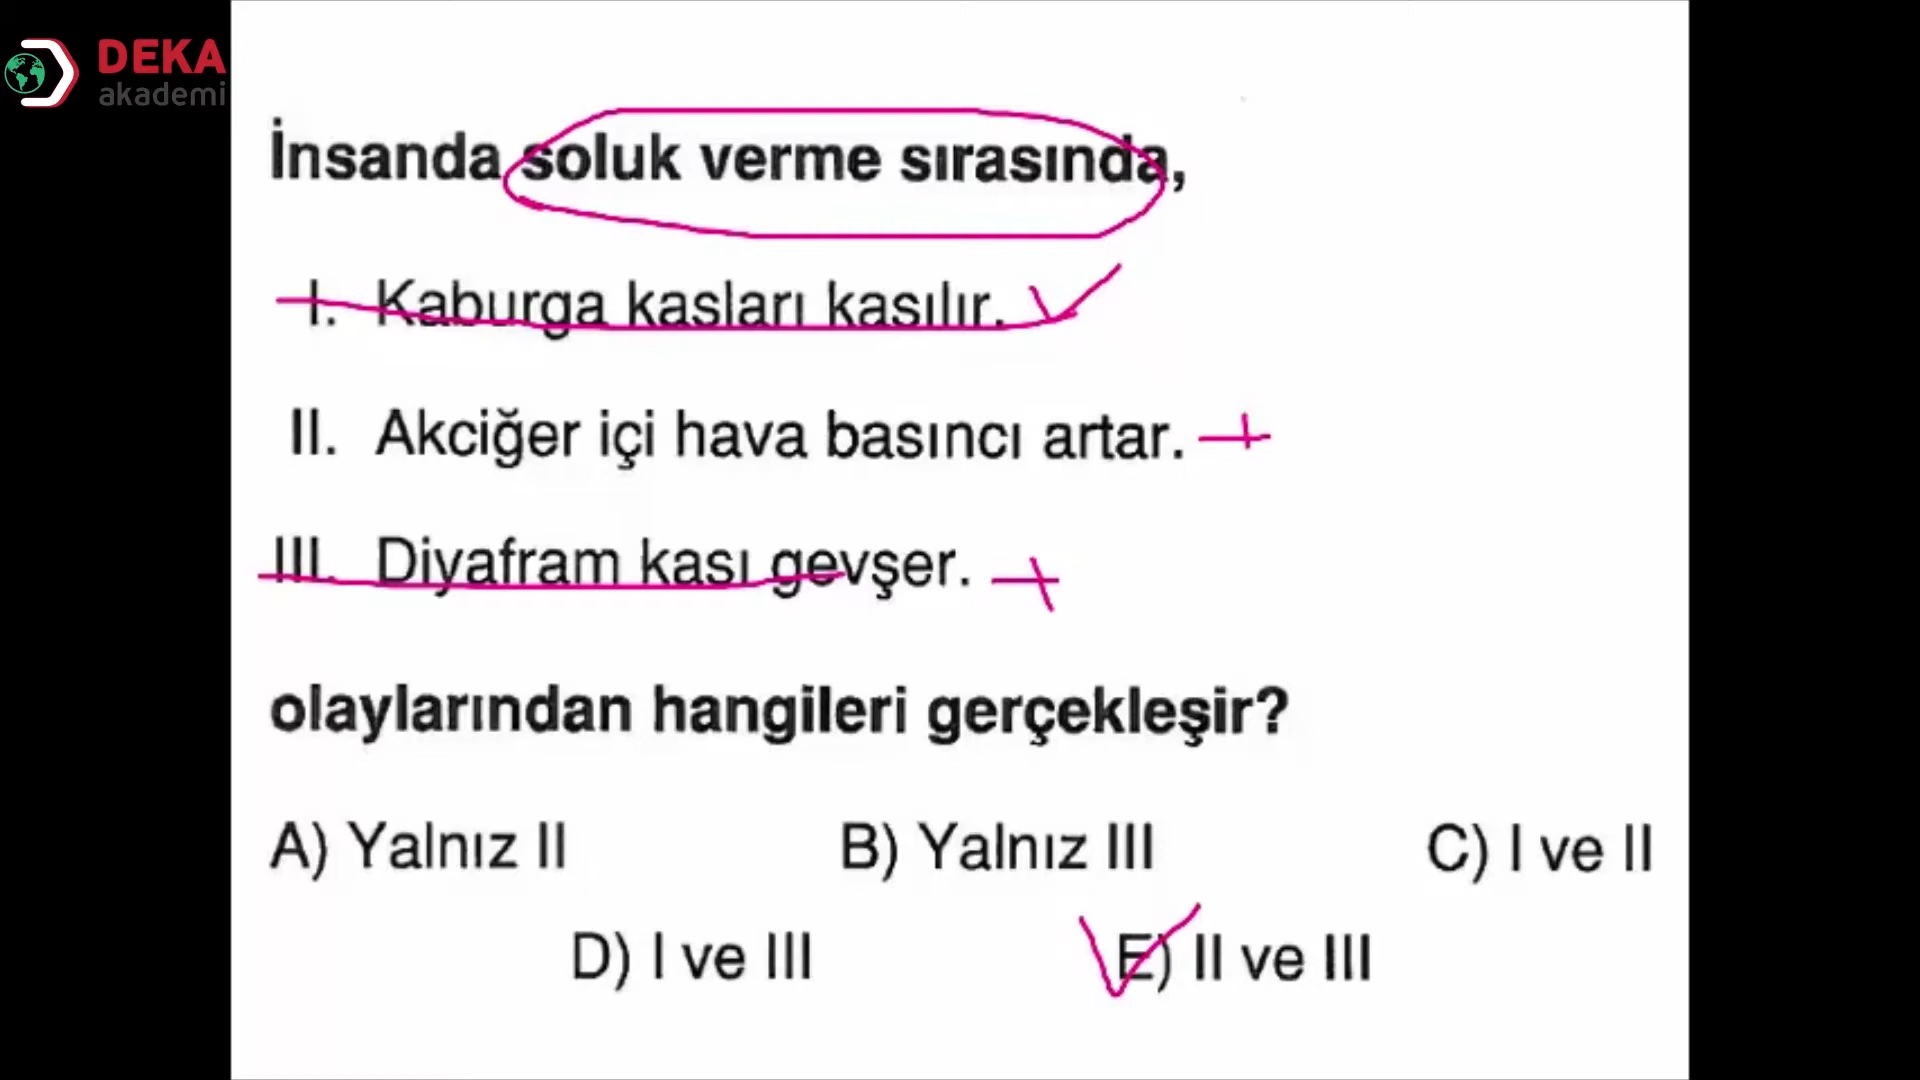 DEKA
akademi
İnsanda soluk verme sırasında,
I. Kaburga kasları kasılır.
II. Akciğer içi hava basıncı artar.
III. Diyafram kası gevşer.
olaylarından hangileri gerçekleşir?
A) Yalnız II B) Yalnız III C) I ve II
D) I ve III E) II ve III